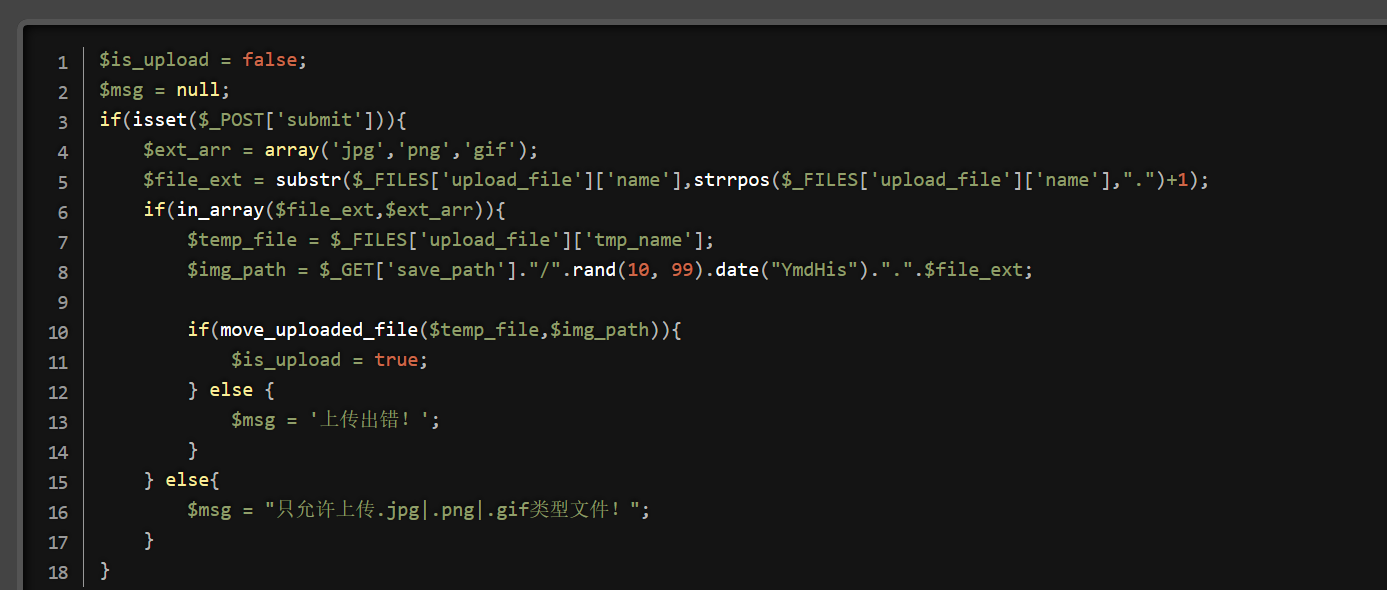 1 $is_upload = false;
2 $msg = null;
3 if(isset($_POST['submit'])){
4     $ext_arr = array('jpg','png','gif');
5     $file_ext = substr($_FILES['upload_file']['name'],strrpos($_FILES['upload_file']['name'],".")+1);
6     if(in_array($file_ext,$ext_arr)){
7         $temp_file = $_FILES['upload_file']['tmp_name'];
8         $img_path = $_GET['save_path']."/".rand(10, 99).date("YmdHis").".".$file_ext;
9
10         if(move_uploaded_file($temp_file,$img_path)){
11             $is_upload = true;
12         } else {
13             $msg = '上传出错！';
14         }
15     } else{
16         $msg = "只允许上传.jpg|.png|.gif类型文件！";
17     }
18 }